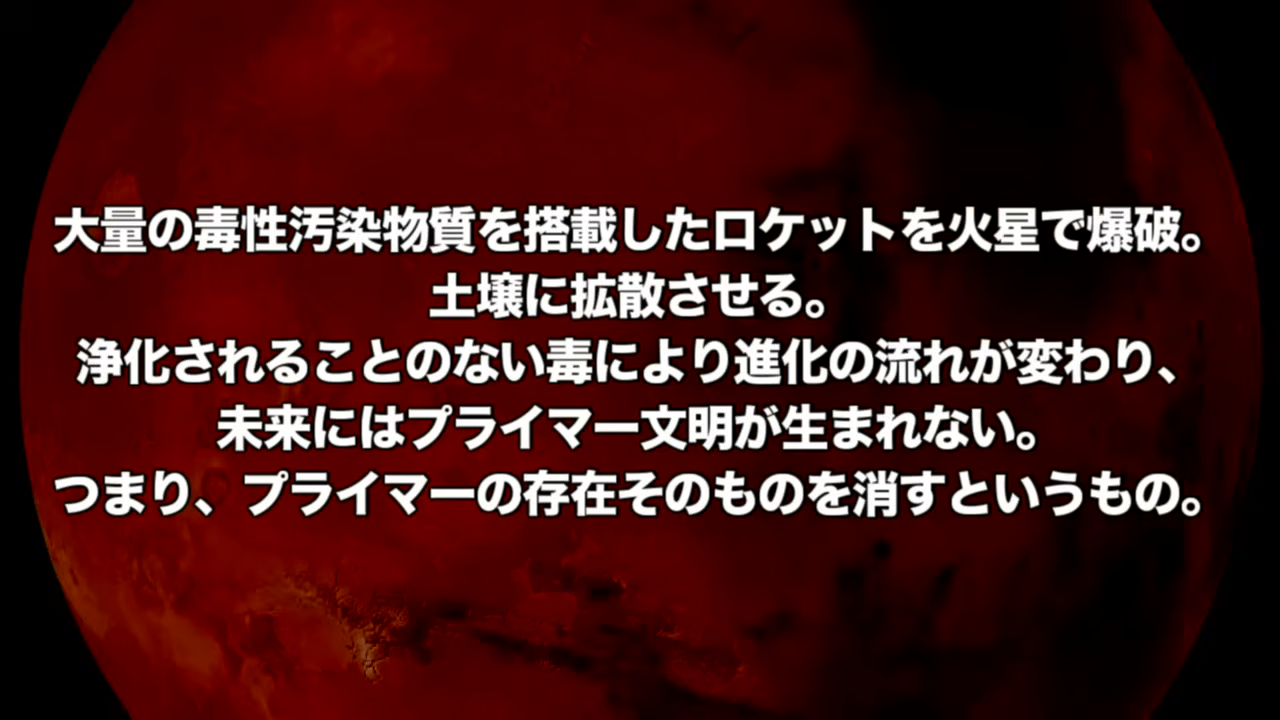 大量の毒性汚染物質を搭載したロケットを火星で爆破。
土壌に拡散させる。
浄化されることのない毒により進化の流れが変わり、
未来にはプライマー文明が生まれない。
つまり、プライマーの存在そのものを消すというもの。